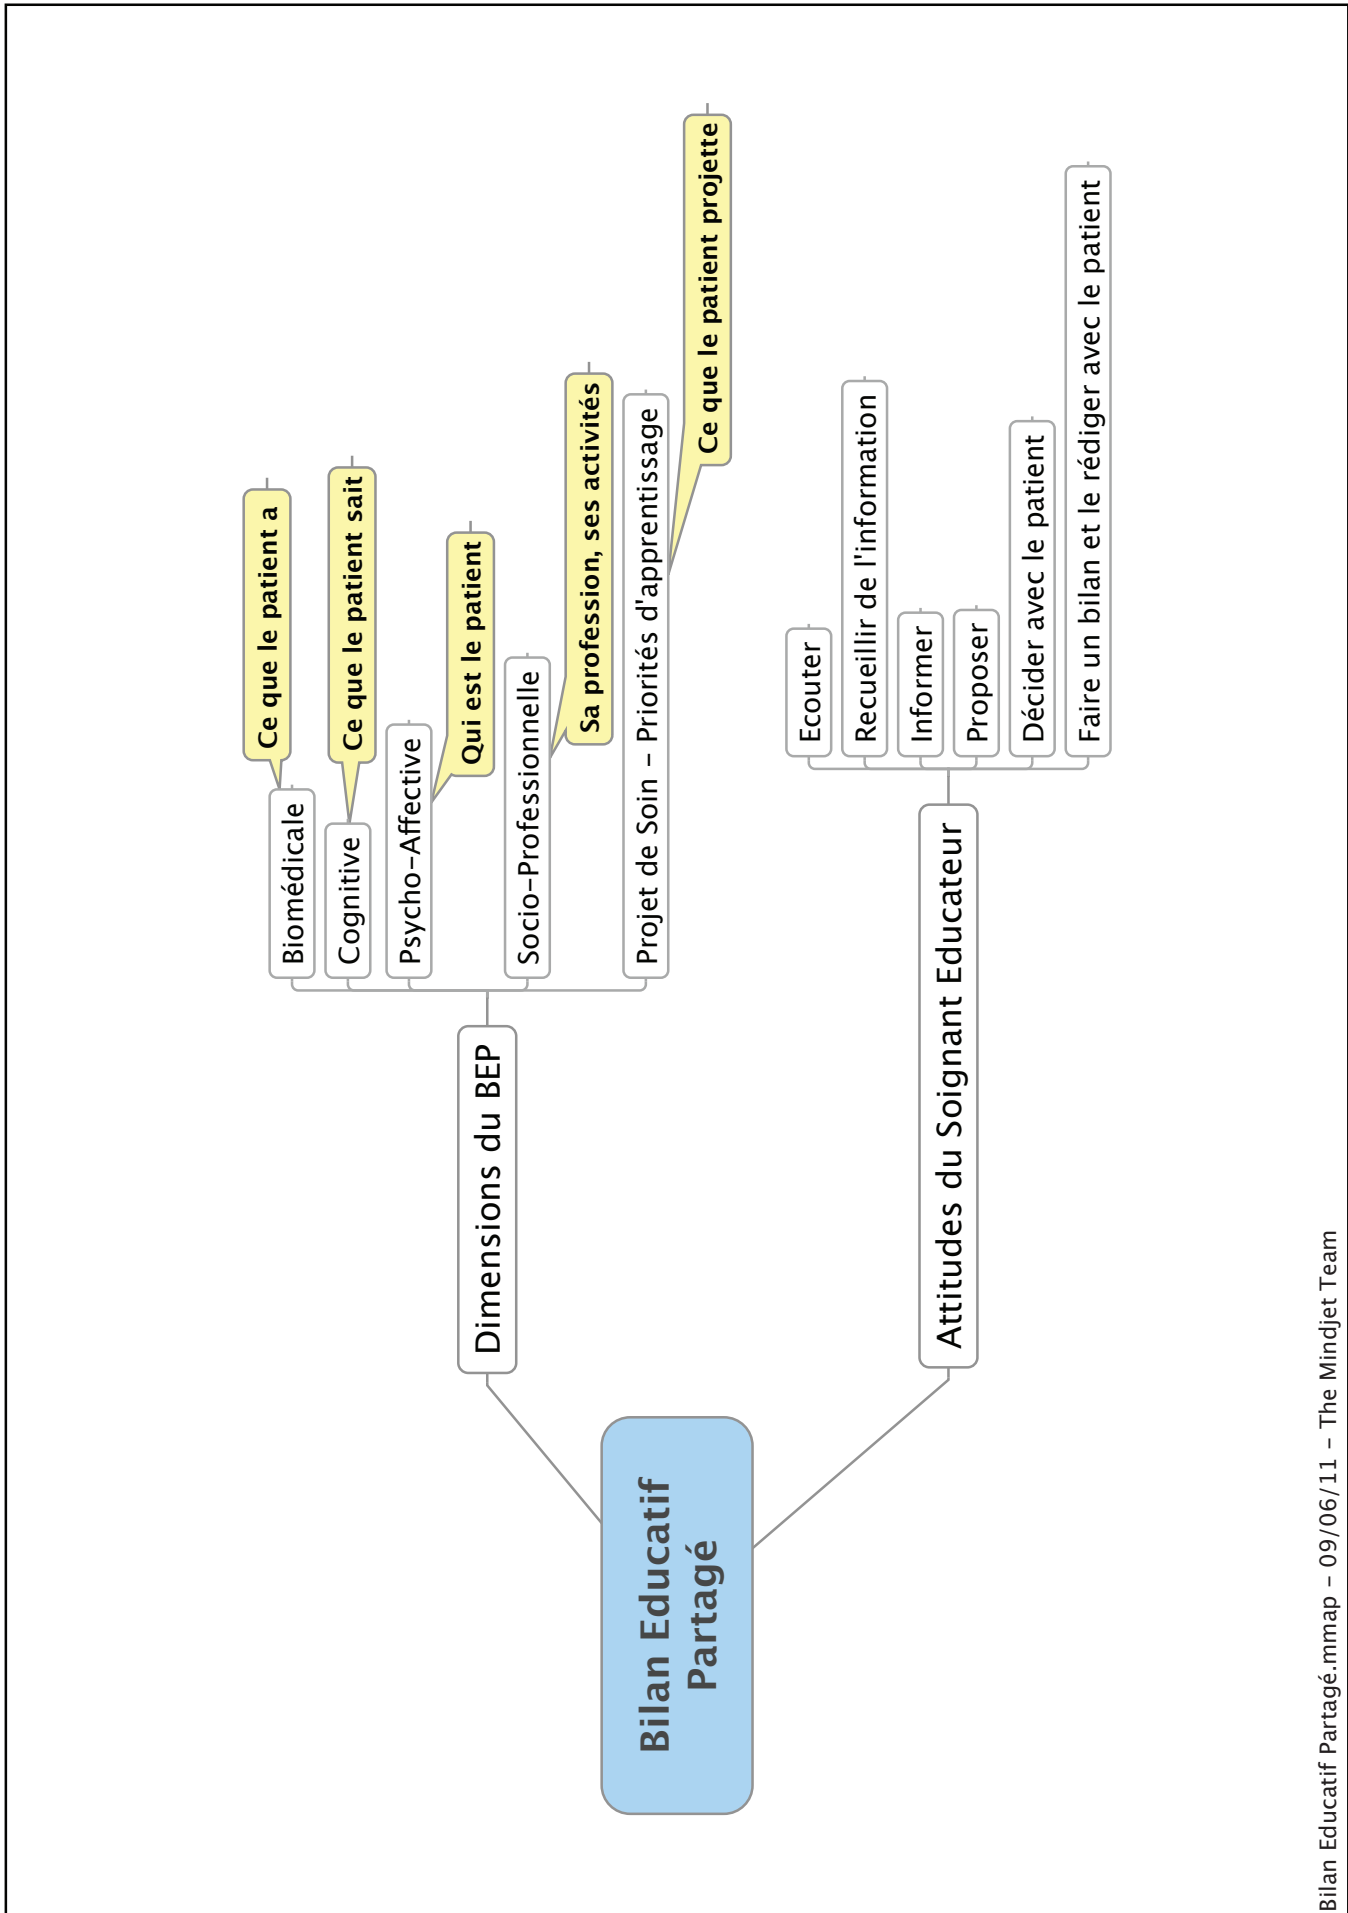 Bilan Educatif
Partagé
Dimensions du BEP
Biomédicale
Ce que le patient a
Cognitive
Ce que le patient sait
Psycho-Affective
Qui est le patient
Socio-Professionnelle
Sa profession, ses activités
Projet de Soin - Priorités d'apprentissage
Ce que le patient projette
Attitudes du Soignant Educateur
Ecouter
Recueillir de l'information
Informer
Proposer
Décider avec le patient
Faire un bilan et le rédiger avec le patient
Bilan Educatif Partagé.mmap - 09/06/11 - The Mindjet Team